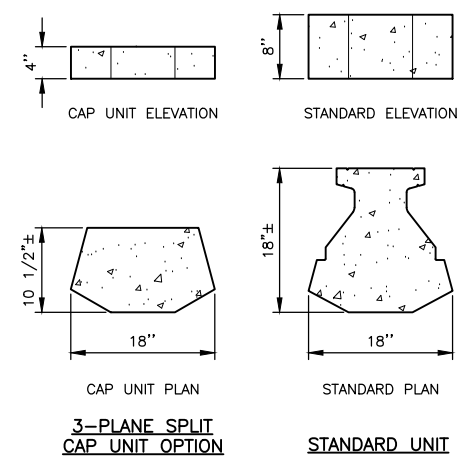 4"
CAP UNIT ELEVATION
8"
STANDARD ELEVATION
10 1/2"±
18"
CAP UNIT PLAN
3-PLANE SPLIT
CAP UNIT OPTION
18"±
18"
STANDARD PLAN
STANDARD UNIT